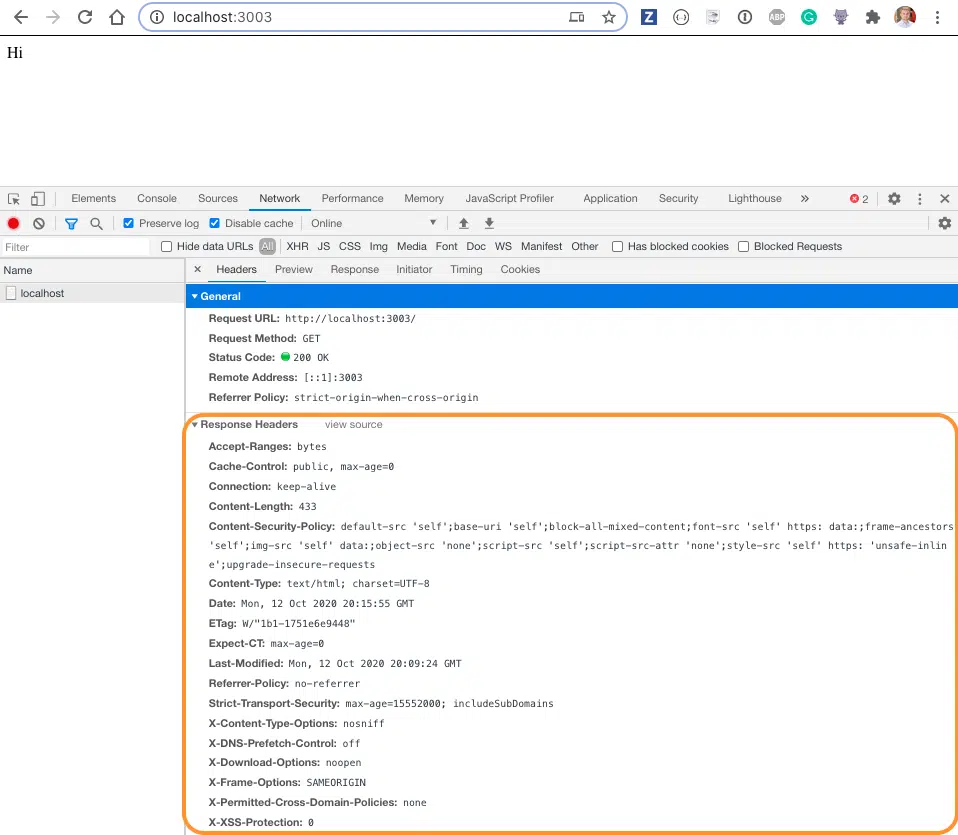 localhost:3003
Z
ABP
G
Hi
Elements Console Sources Network Performance Memory JavaScript Profiler Application Security Lighthouse » 2
Preserve log Disable cache Online
Filter Hide data URLs All XHR JS CSS Img Media Font Doc WS Manifest Other Has blocked cookies Blocked Requests
Name
× Headers Preview Response Initiator Timing Cookies
localhost
General
Request URL: http://localhost:3003/
Request Method: GET
Status Code: 200 OK
Remote Address: [::1]:3003
Referrer Policy: strict-origin-when-cross-origin
Response Headers view source
Accept-Ranges: bytes
Cache-Control: public, max-age=0
Connection: keep-alive
Content-Length: 433
Content-Security-Policy: default-src 'self';base-uri 'self';block-all-mixed-content;font-src 'self' https: data:;frame-ancestors
'self';img-src 'self' data:;object-src 'none';script-src 'self';script-src-attr 'none';style-src 'self' https: 'unsafe-inlin
e';upgrade-insecure-requests
Content-Type: text/html; charset=UTF-8
Date: Mon, 12 Oct 2020 20:15:55 GMT
ETag: W/"1b1-1751e6e9448"
Expect-CT: max-age=0
Last-Modified: Mon, 12 Oct 2020 20:09:24 GMT
Referrer-Policy: no-referrer
Strict-Transport-Security: max-age=15552000; includeSubDomains
X-Content-Type-Options: nosniff
X-DNS-Prefetch-Control: off
X-Download-Options: noopen
X-Frame-Options: SAMEORIGIN
X-Permitted-Cross-Domain-Policies: none
X-XSS-Protection: 0